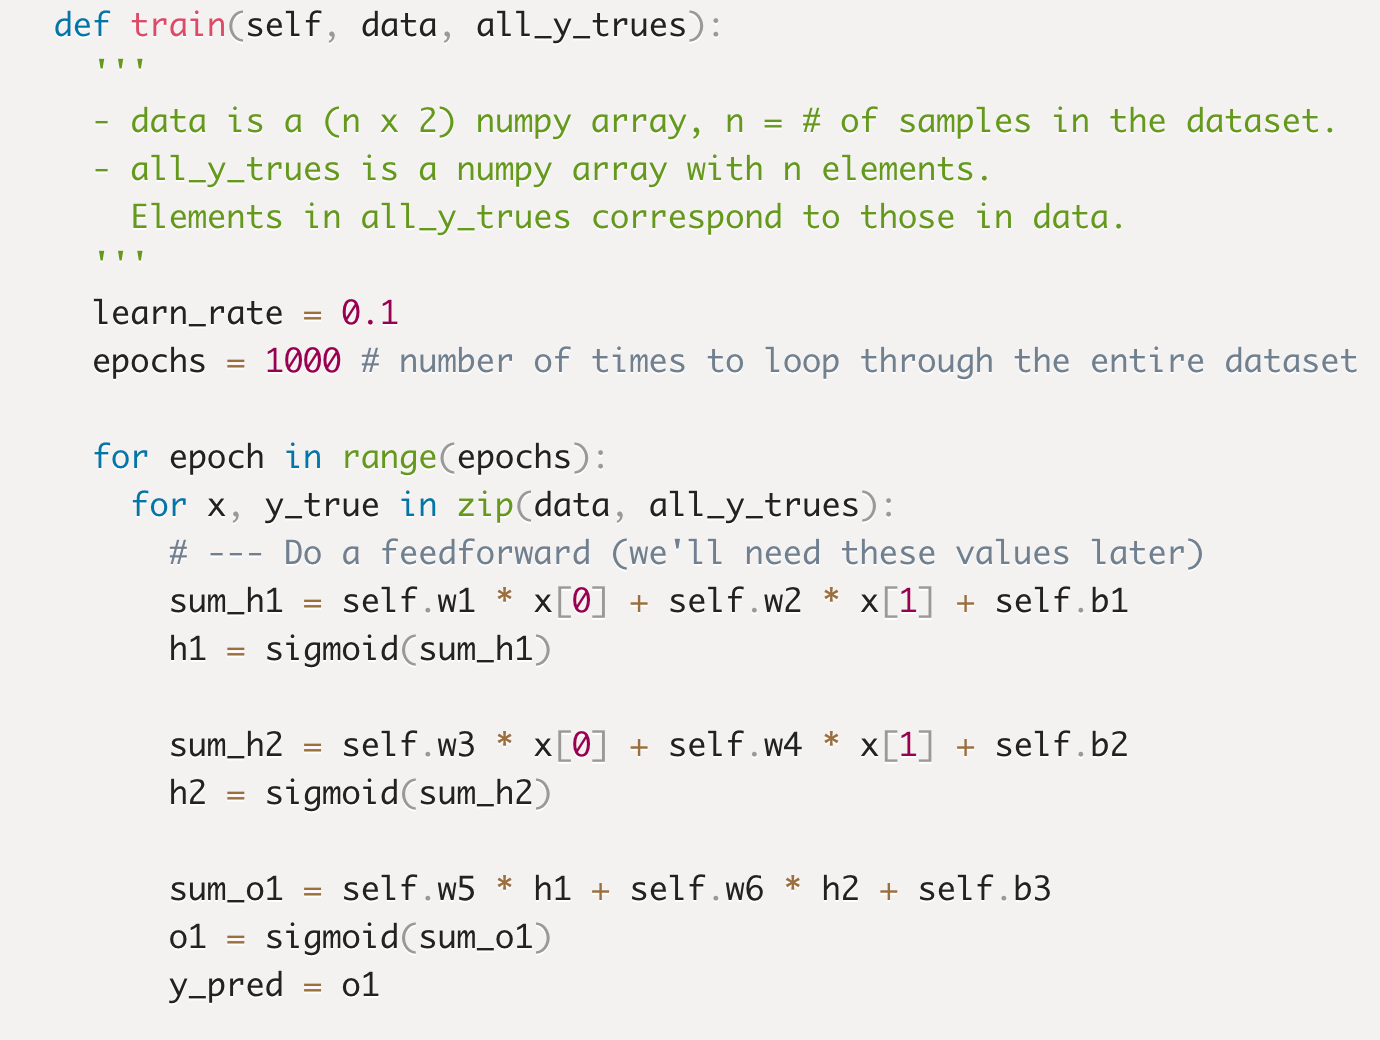 def train(self, data, all_y_trues):
'''
- data is a (n x 2) numpy array, n = # of samples in the dataset.
- all_y_trues is a numpy array with n elements.
Elements in all_y_trues correspond to those in data.
'''
learn_rate = 0.1
epochs = 1000 # number of times to loop through the entire dataset
for epoch in range(epochs):
for x, y_true in zip(data, all_y_trues):
# --- Do a feedforward (we'll need these values later)
sum_h1 = self.w1 * x[0] + self.w2 * x[1] + self.b1
h1 = sigmoid(sum_h1)
sum_h2 = self.w3 * x[0] + self.w4 * x[1] + self.b2
h2 = sigmoid(sum_h2)
sum_o1 = self.w5 * h1 + self.w6 * h2 + self.b3
o1 = sigmoid(sum_o1)
y_pred = o1